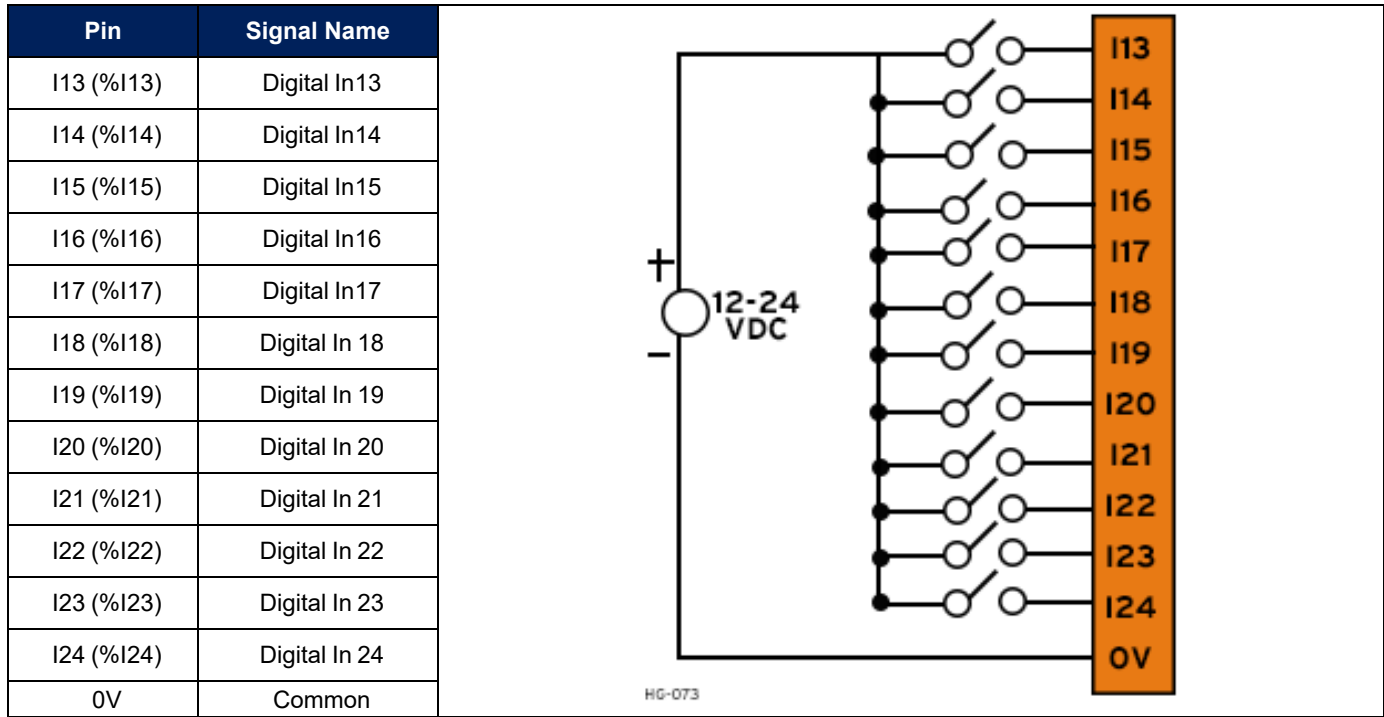 Pin Signal Name
I13 (%I13) Digital In13
I14 (%I14) Digital In14
I15 (%I15) Digital In15
I16 (%I16) Digital In16
I17 (%I17) Digital In17
I18 (%I18) Digital In 18
I19 (%I19) Digital In 19
I20 (%I20) Digital In 20
I21 (%I21) Digital In 21
I22 (%I22) Digital In 22
I23 (%I23) Digital In 23
I24 (%I24) Digital In 24
0V Common
+
12-24
VDC
−
I13
I14
I15
I16
I17
I18
I19
I20
I21
I22
I23
I24
0V
HG-073